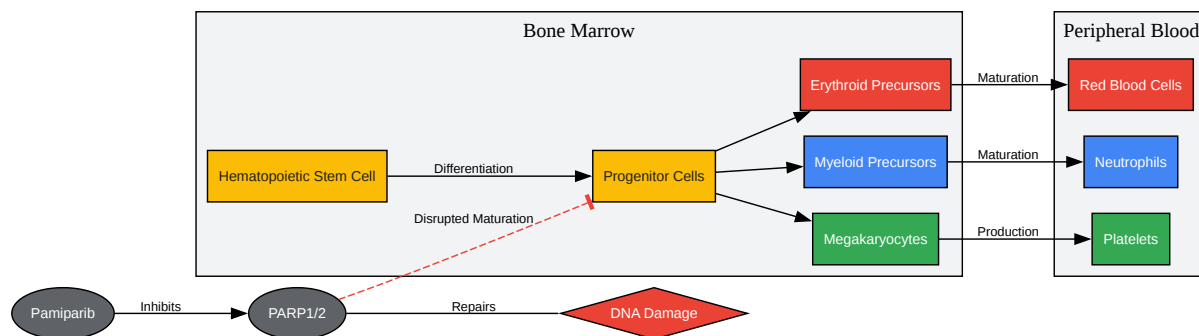 Bone Marrow
Peripheral Blood
Erythroid Precursors
Maturation
Red Blood Cells
Hematopoietic Stem Cell
Differentiation
Progenitor Cells
Myeloid Precursors
Maturation
Neutrophils
Disrupted Maturation
Megakaryocytes
Production
Platelets
Pamiparib
Inhibits
PARP1/2
Repairs
DNA Damage